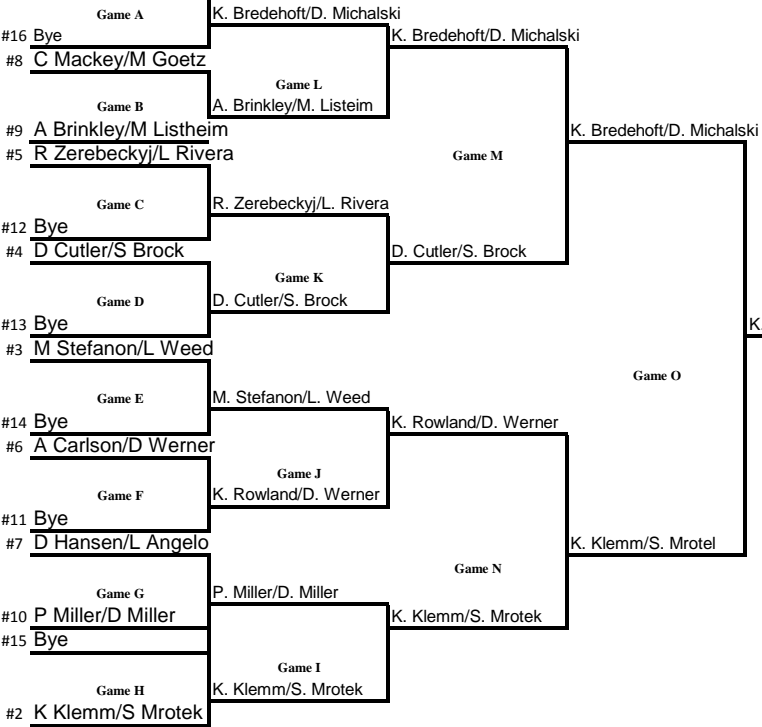 Game A
#16 Bye
#8 C Mackey/M Goetz
Game B
#9 A Brinkley/M Listheim
#5 R Zerebeckyj/L Rivera
Game C
#12 Bye
#4 D Cutler/S Brock
Game D
#13 Bye
#3 M Stefanon/L Weed
Game E
#14 Bye
#6 A Carlson/D Werner
Game F
#11 Bye
#7 D Hansen/L Angelo
Game G
#10 P Miller/D Miller
#15 Bye
Game H
#2 K Klemm/S Mrotek
K. Bredehoft/D. Michalski
Game L
A. Brinkley/M. Listeim
R. Zerebeckyj/L. Rivera
Game K
D. Cutler/S. Brock
M. Stefanon/L. Weed
Game J
K. Rowland/D. Werner
P. Miller/D. Miller
Game I
K. Klemm/S. Mrotek
K. Bredehoft/D. Michalski
Game M
D. Cutler/S. Brock
K. Rowland/D. Werner
Game N
K. Klemm/S. Mrotek
K. Bredehoft/D. Michalski
Game O
K. Klemm/S. Mrotel
K.